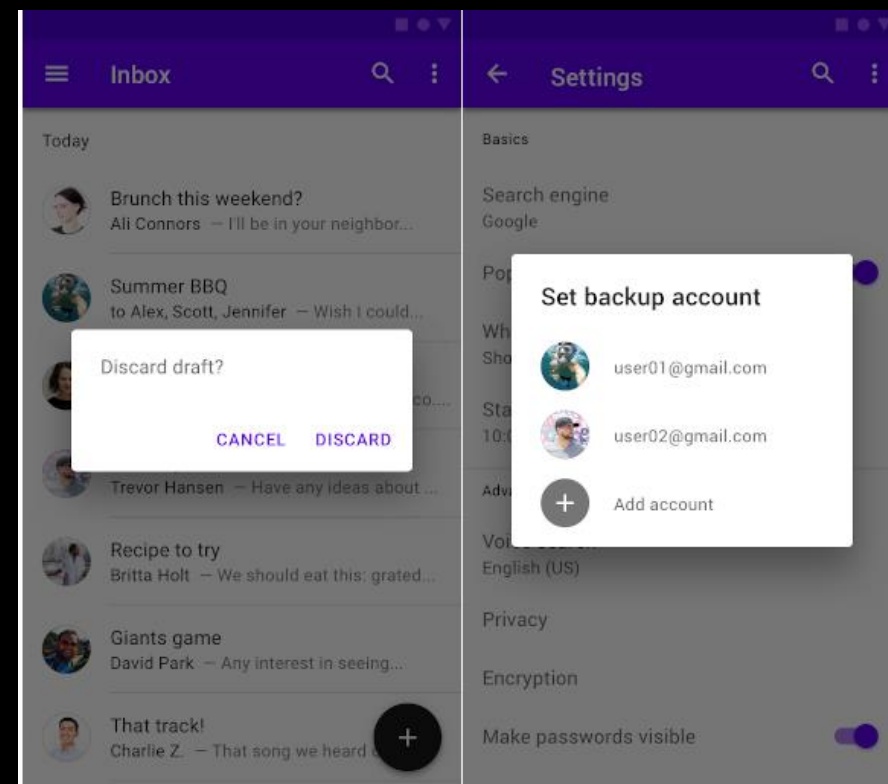 Inbox
Today
Brunch this weekend?
Ali Connors — I'll be in your neighbor...
Summer BBQ
to Alex, Scott, Jennifer — Wish I could...
Discard draft?
co....
CANCEL DISCARD
Trevor Hansen — Have any ideas about ...
Recipe to try
Britta Holt — We should eat this: grated...
Giants game
David Park — Any interest in seeing...
That track!
Charlie Z. — That song we heard
Settings
Basics
Search engine
Google
Set backup account
user01@gmail.com
user02@gmail.com
Add account
English (US)
Privacy
Encryption
Make passwords visible